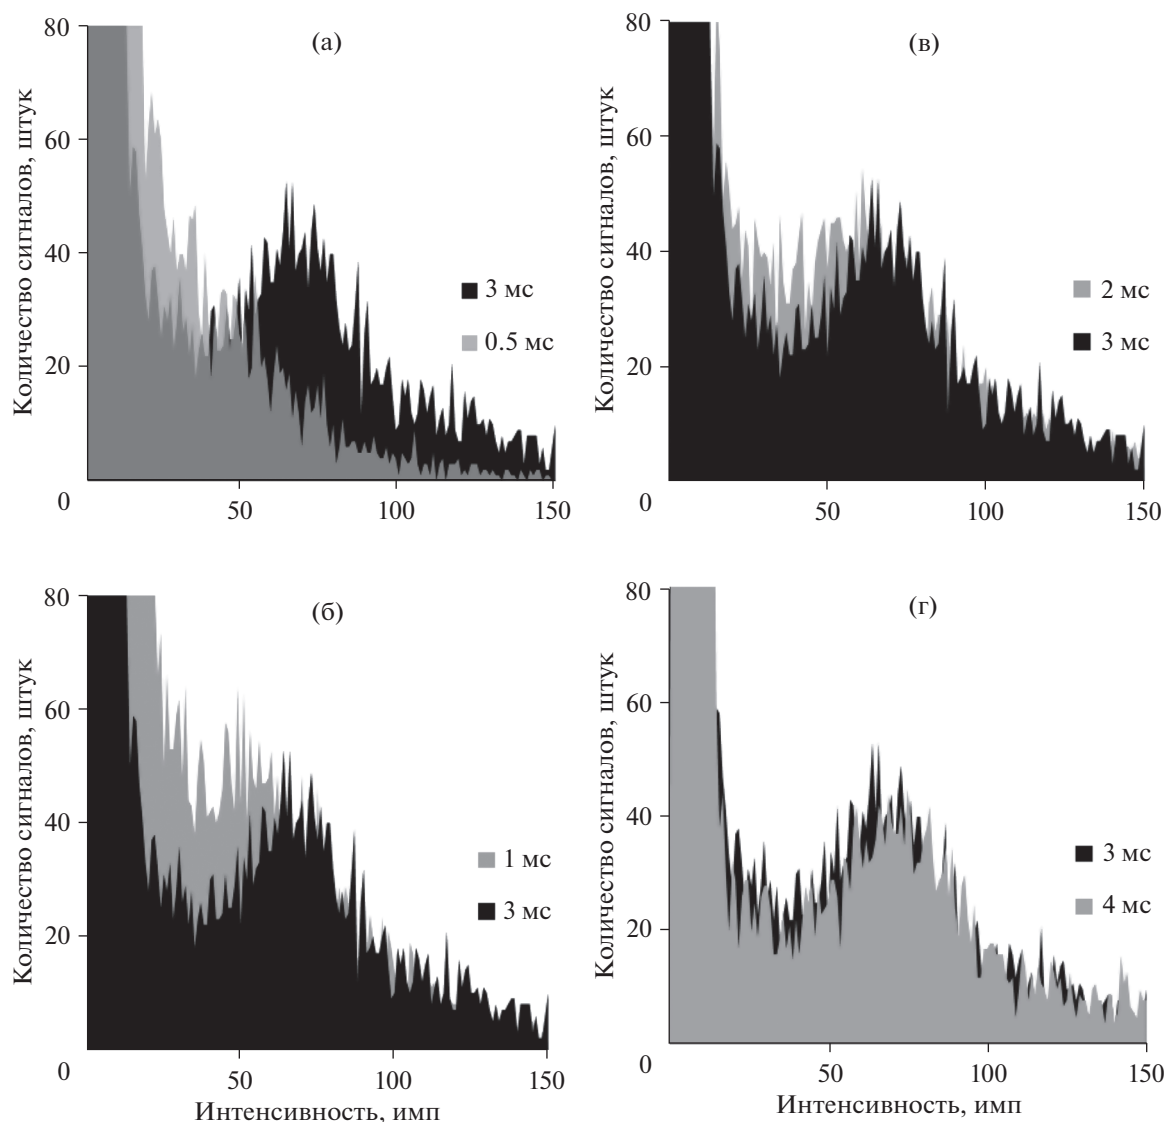 (а)
Количество сигналов, штук
80
60
40
20
0
50
100
150
3 мс
0.5 мс
(в)
Количество сигналов, штук
80
60
40
20
0
50
100
150
2 мс
3 мс
(б)
Количество сигналов, штук
80
60
40
20
0
50
100
150
1 мс
3 мс
Интенсивность, имп
(г)
Количество сигналов, штук
80
60
40
20
0
50
100
150
3 мс
4 мс
Интенсивность, имп